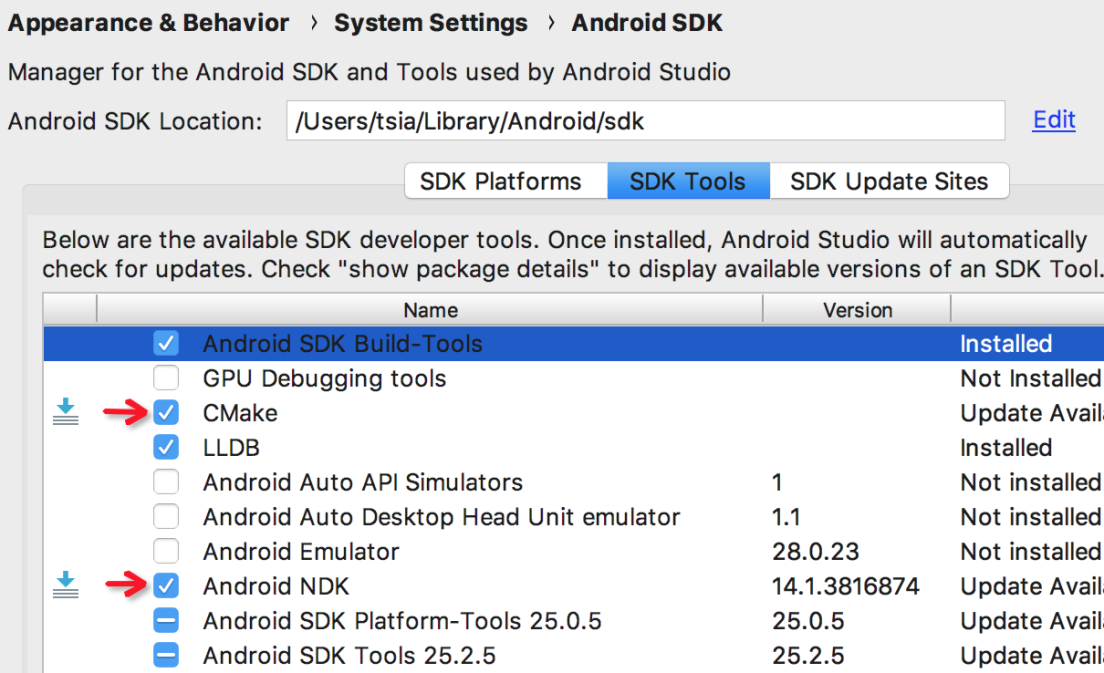 Appearance & Behavior › System Settings › Android SDK
Manager for the Android SDK and Tools used by Android Studio
Android SDK Location: /Users/tsia/Library/Android/sdk Edit
SDK Platforms SDK Tools SDK Update Sites
Below are the available SDK developer tools. Once installed, Android Studio will automatically
check for updates. Check "show package details" to display available versions of an SDK Tool.
Name Version
Android SDK Build-Tools Installed
GPU Debugging tools Not Installed
CMake Update Avail
LLDB Installed
Android Auto API Simulators 1 Not installed
Android Auto Desktop Head Unit emulator 1.1 Not installed
Android Emulator 28.0.23 Not installed
Android NDK 14.1.3816874 Update Avail
Android SDK Platform-Tools 25.0.5 25.0.5 Update Avail
Android SDK Tools 25.2.5 25.2.5 Update Avail